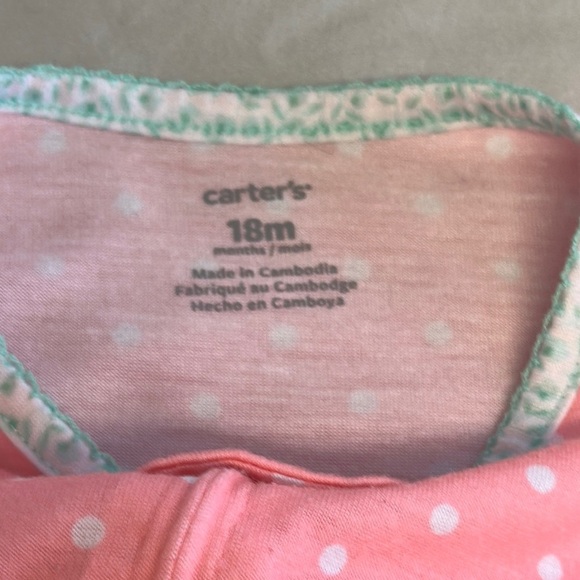 carter's
18m
months / mois
Made in Cambodia
Fabriqué au Cambodge
Hecho en Camboya